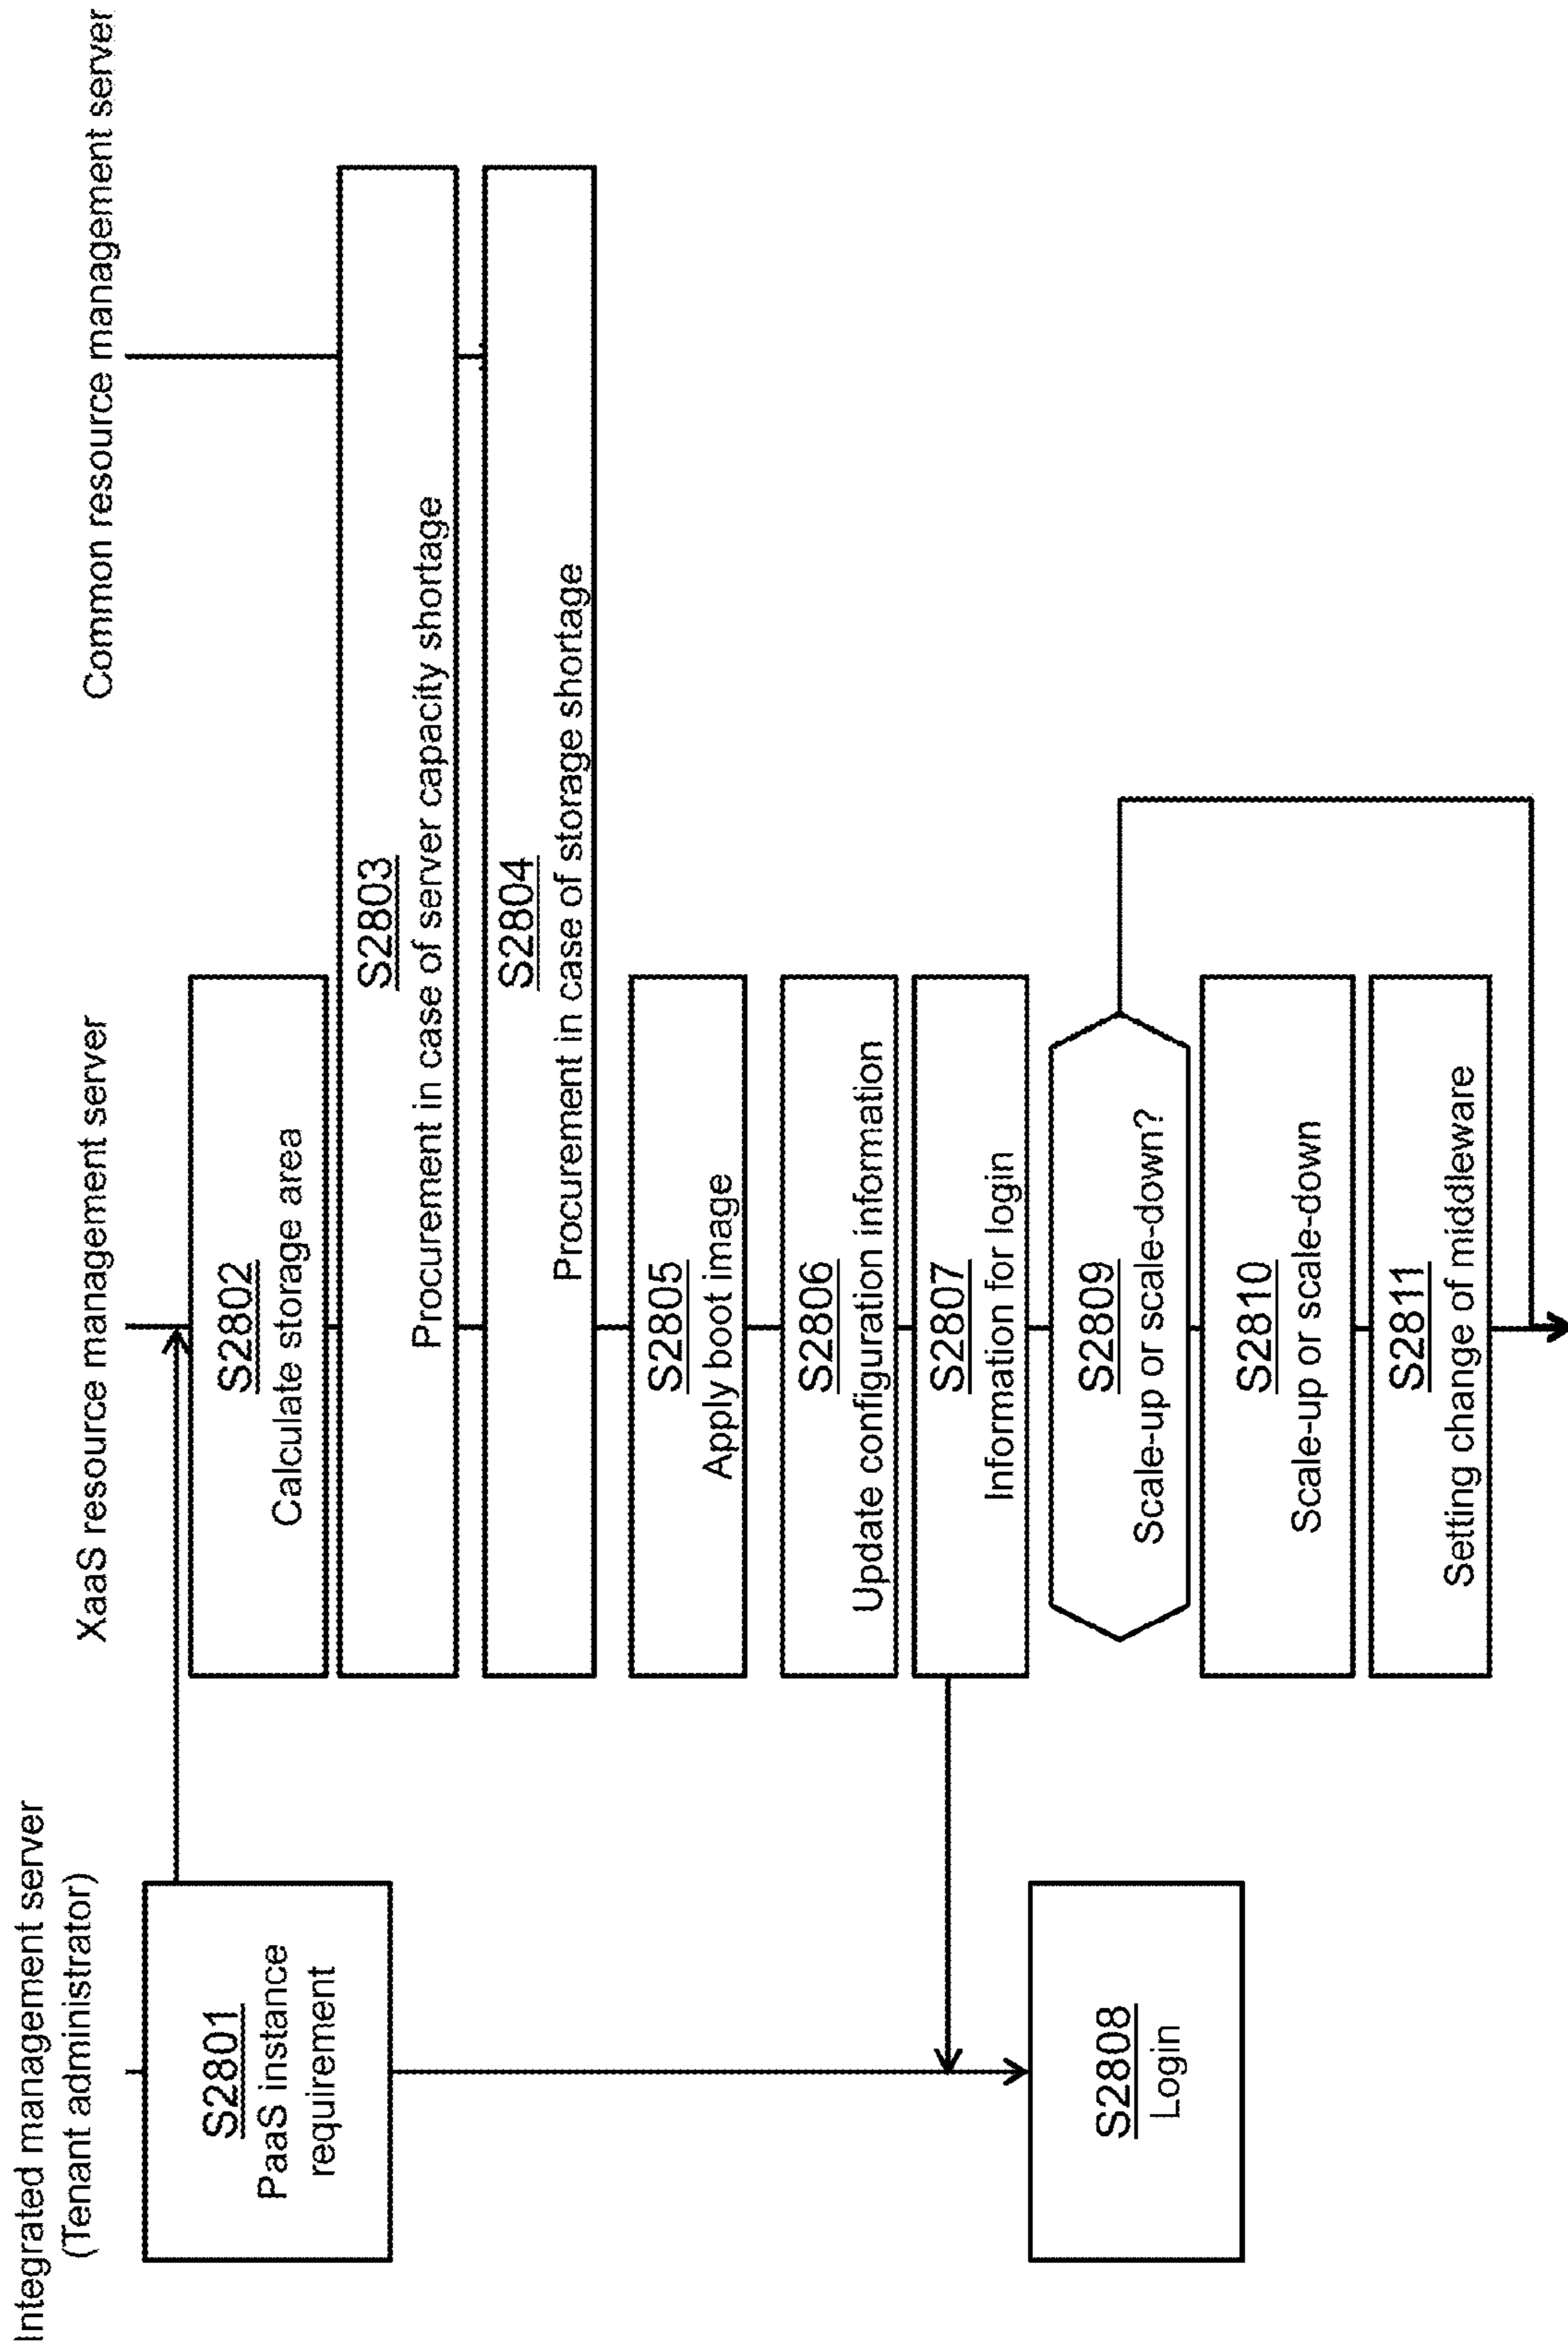 Integrated management server
(Tenant administrator)
XaaS resource management server
Common resource management server
S2801
PaaS instance
requirement
S2802
Calculate storage area
S2803
Procurement in case of server capacity shortage
S2804
Procurement in case of storage shortage
S2805
Apply boot image
S2806
Update configuration information
S2807
Information for login
S2808
Login
S2809
Scale-up or scale-down?
S2810
Scale-up or scale-down
S2811
Setting change of middleware